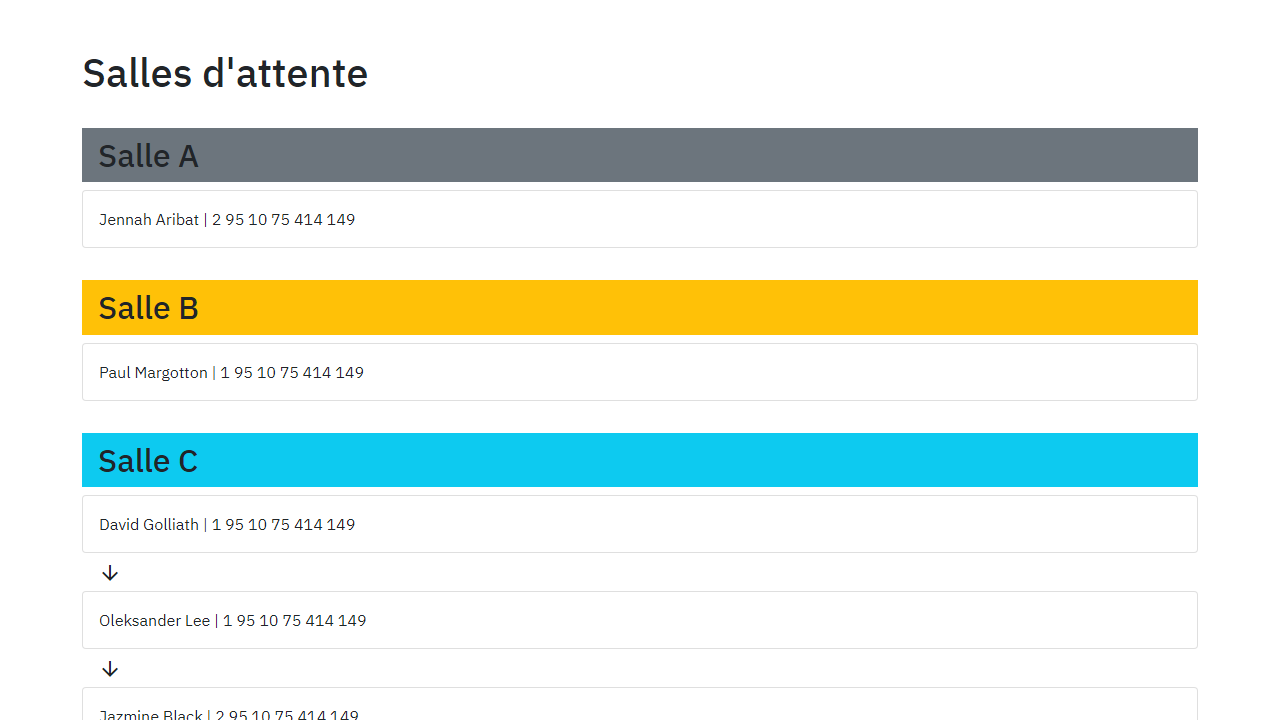 Salles d'attente
Salle A
Jennah Aribat | 2 95 10 75 414 149
Salle B
Paul Margotton | 1 95 10 75 414 149
Salle C
David Golliath | 1 95 10 75 414 149
Oleksander Lee | 1 95 10 75 414 149
Jazmine Black | 2 95 10 75 414 149